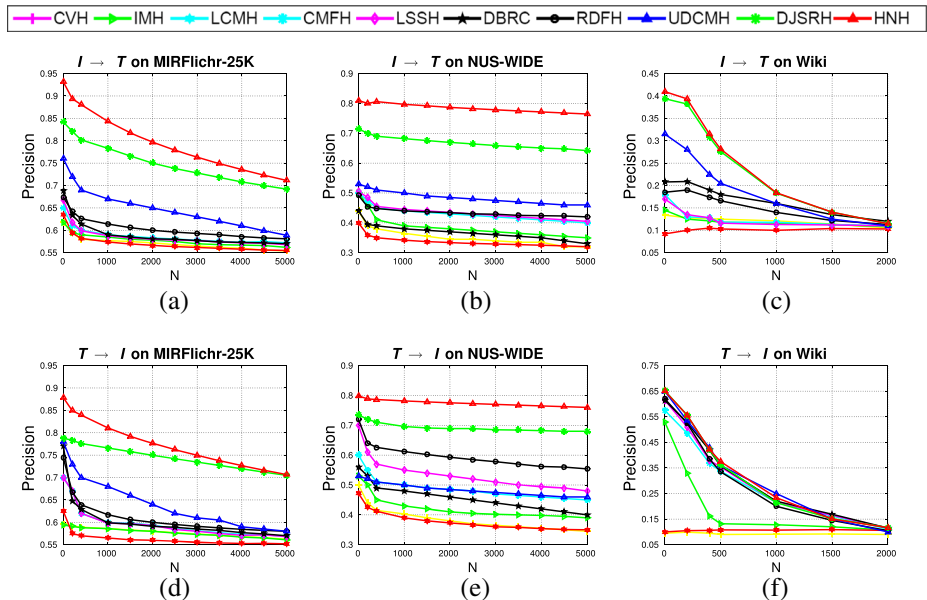 CVH IMH LCMH CMFH LSSH DBRC RDFH UDCMH DJSRH HNH
I → T on MIRFlichr-25K
I → T on NUS-WIDE
I → T on Wiki
Precision
0.95
0.9
0.85
0.8
0.75
0.7
0.65
0.6
0.55
0 1000 2000 3000 4000 5000
N
(a)
Precision
0.9
0.8
0.7
0.6
0.5
0.4
0.3
0 1000 2000 3000 4000 5000
N
(b)
Precision
0.45
0.4
0.35
0.3
0.25
0.2
0.15
0.1
0.05
0 500 1000 1500 2000
N
(c)
T → I on MIRFlichr-25K
T → I on NUS-WIDE
T → I on Wiki
Precision
0.95
0.9
0.85
0.8
0.75
0.7
0.65
0.6
0.55
0 1000 2000 3000 4000 5000
N
(d)
Precision
0.9
0.8
0.7
0.6
0.5
0.4
0.3
0 1000 2000 3000 4000 5000
N
(e)
Precision
0.75
0.65
0.55
0.45
0.35
0.25
0.15
0.05
0 500 1000 1500 2000
N
(f)